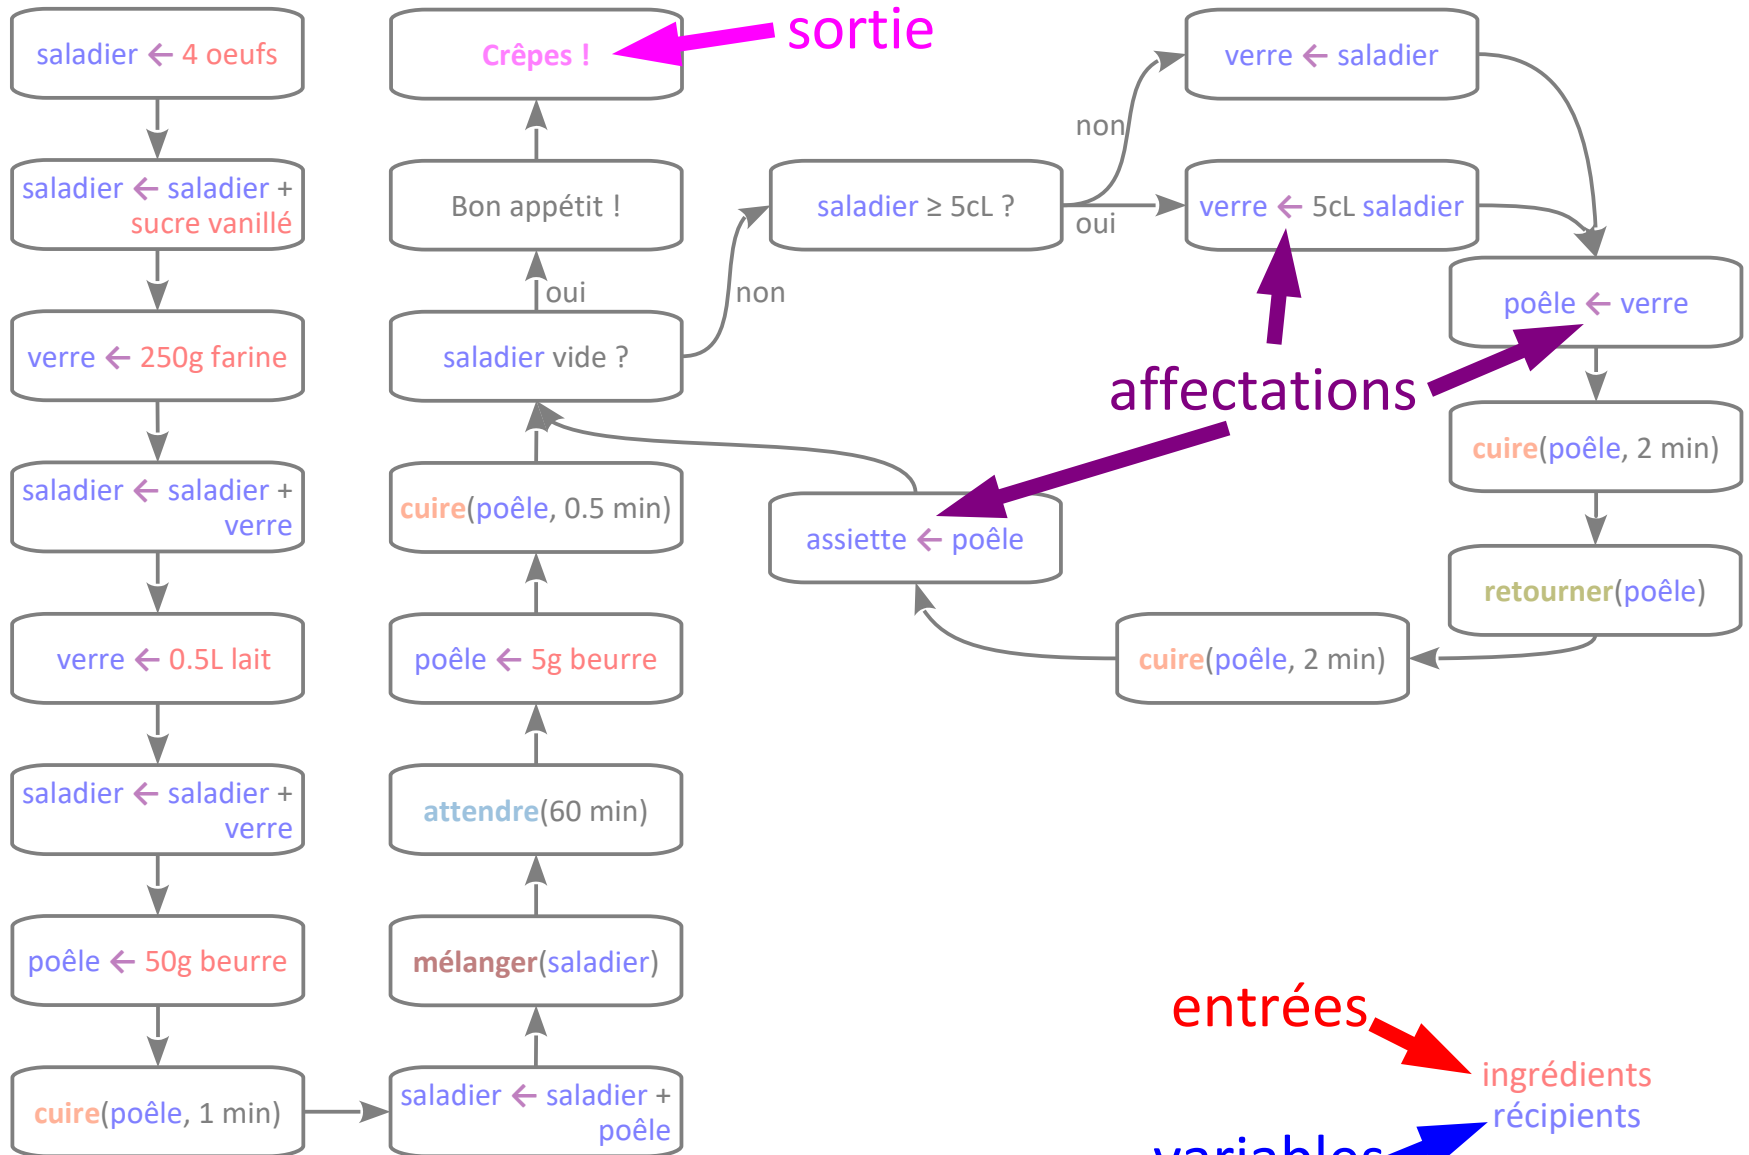 saladier ← 4 oeufs
saladier ← saladier +
sucre vanillé
verre ← 250g farine
saladier ← saladier +
verre
verre ← 0.5L lait
saladier ← saladier +
verre
poêle ← 50g beurre
cuire(poêle, 1 min)
saladier ← saladier +
poêle
mélanger(saladier)
attendre(60 min)
poêle ← 5g beurre
cuire(poêle, 0.5 min)
saladier vide ?
oui
non
Bon appétit !
Crêpes !
sortie
saladier ≥ 5cL ?
non
oui
verre ← saladier
verre ← 5cL saladier
poêle ← verre
affectations
cuire(poêle, 2 min)
retourner(poêle)
cuire(poêle, 2 min)
assiette ← poêle
entrées
ingrédients
récipients
variables